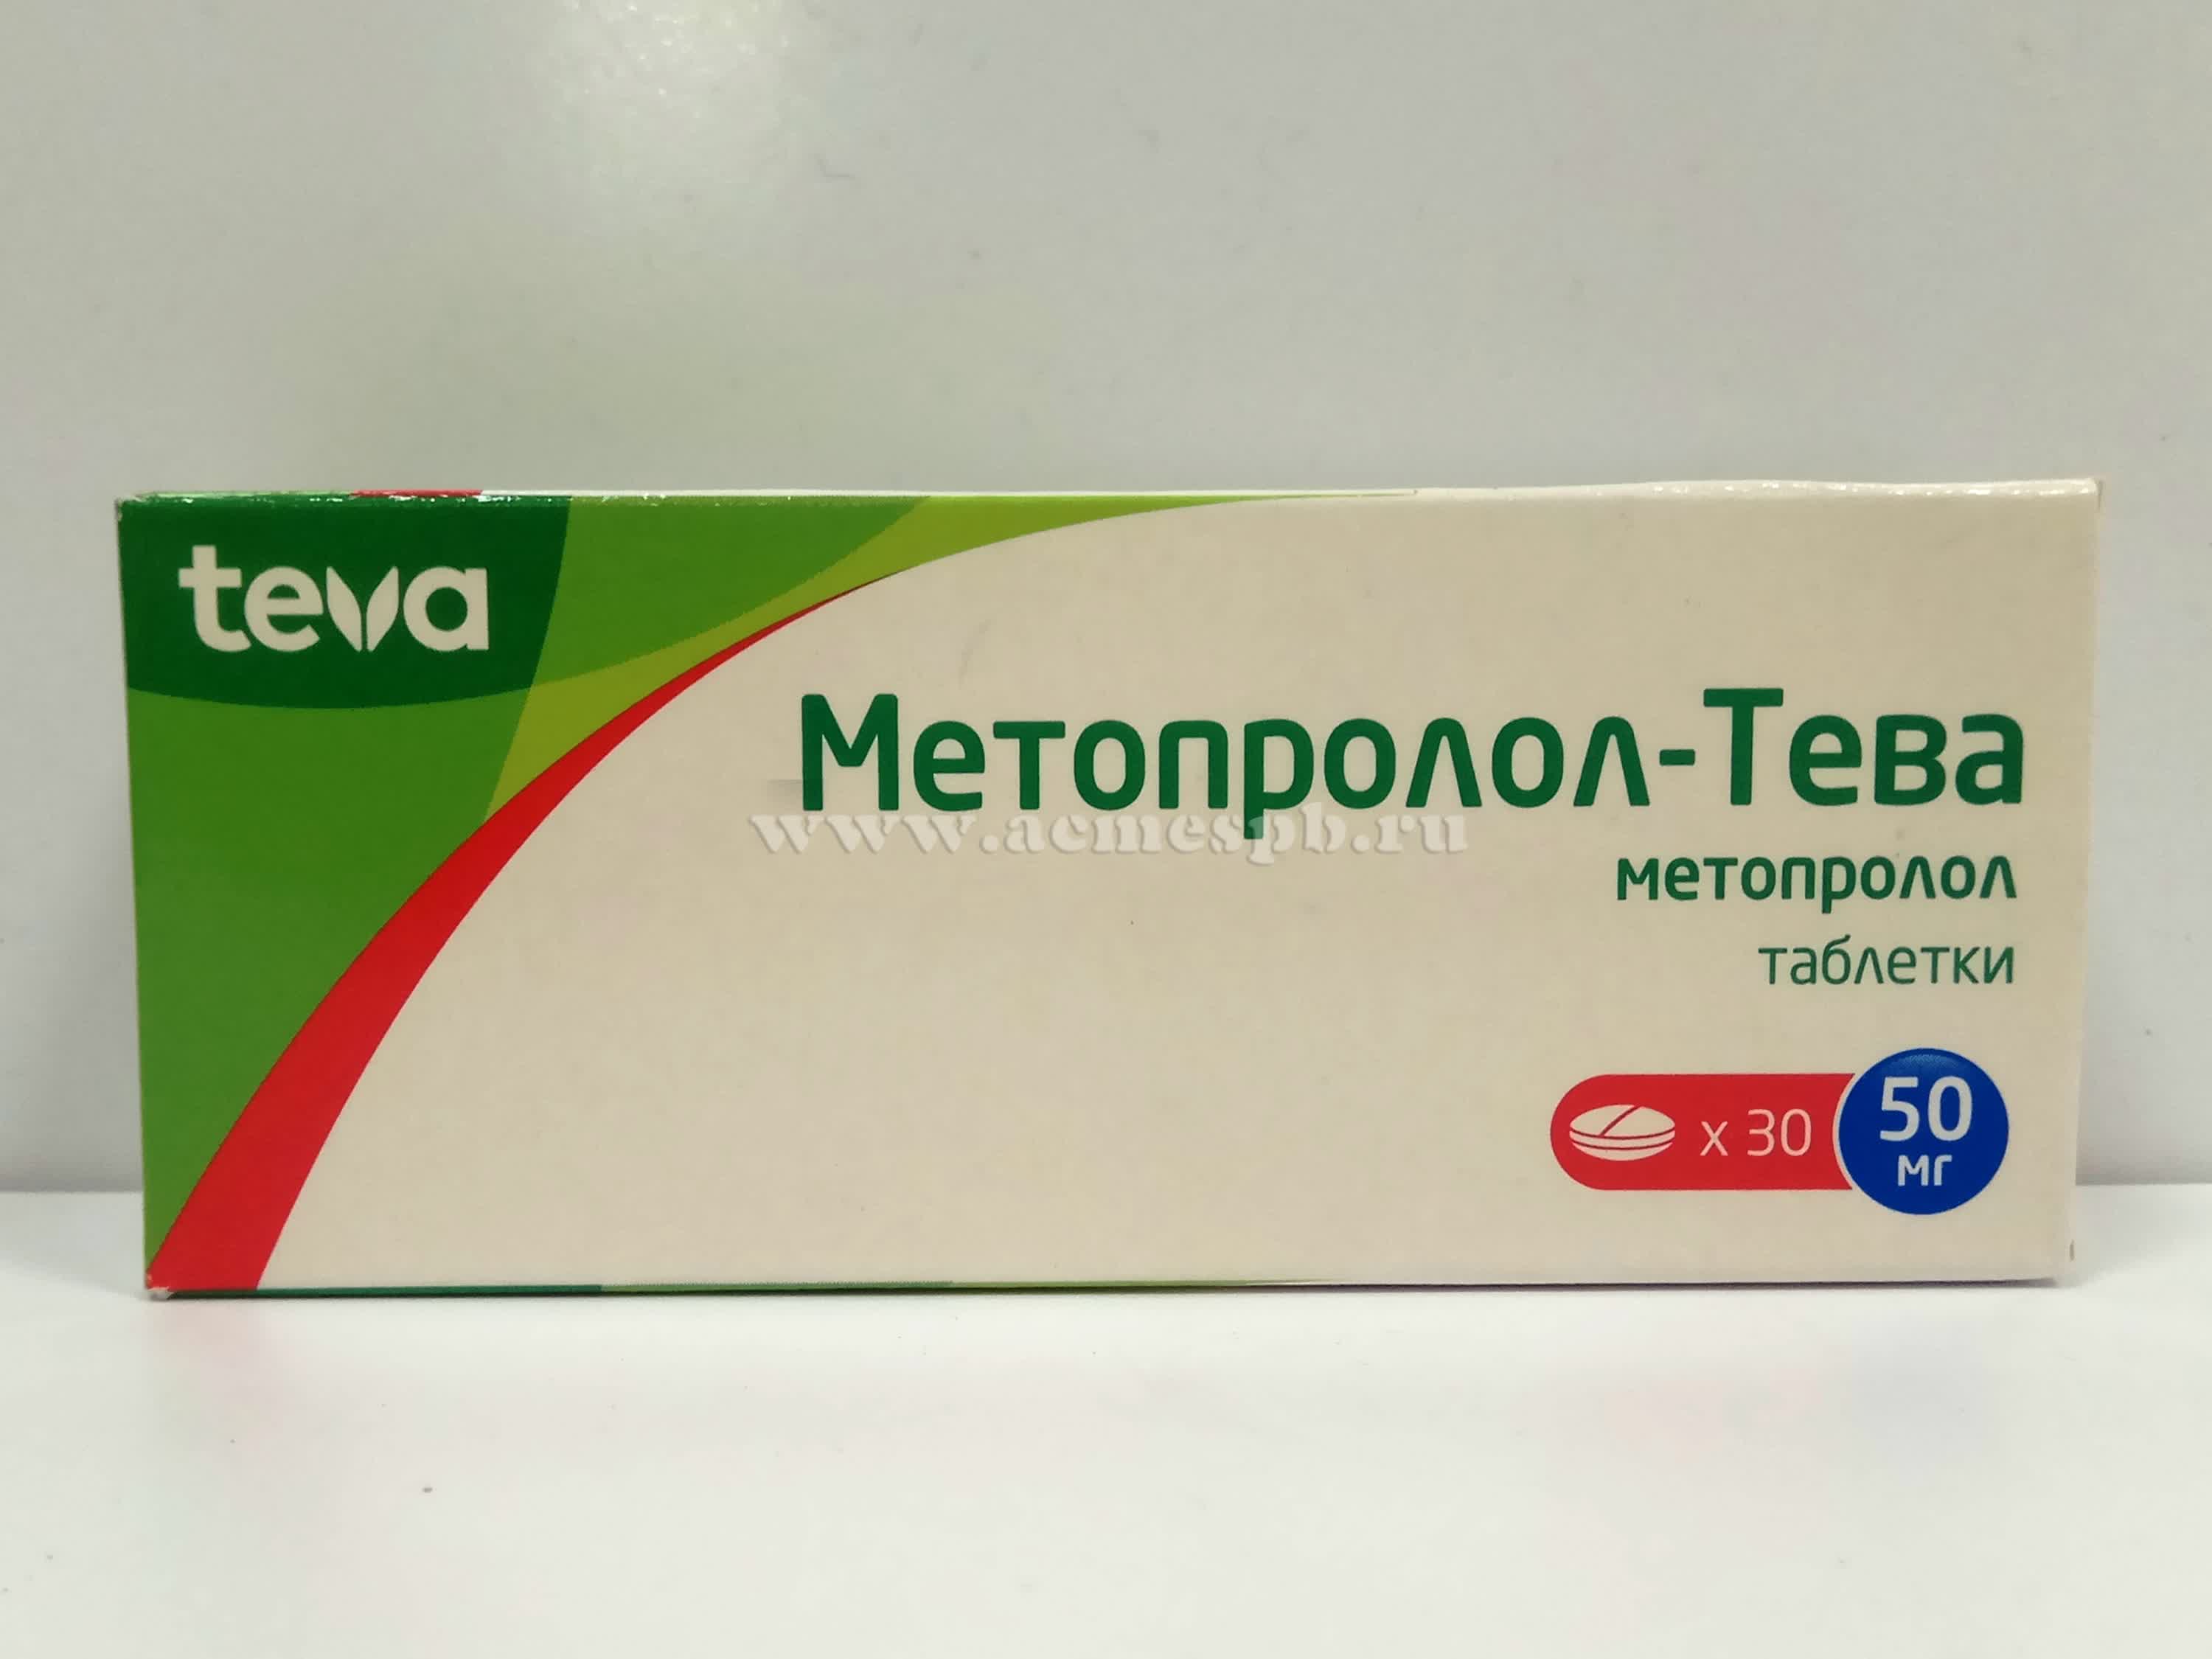 teva
Метопролол-Тева
www.acmespb.ru
метопролол
таблетки
x 30
50
мг